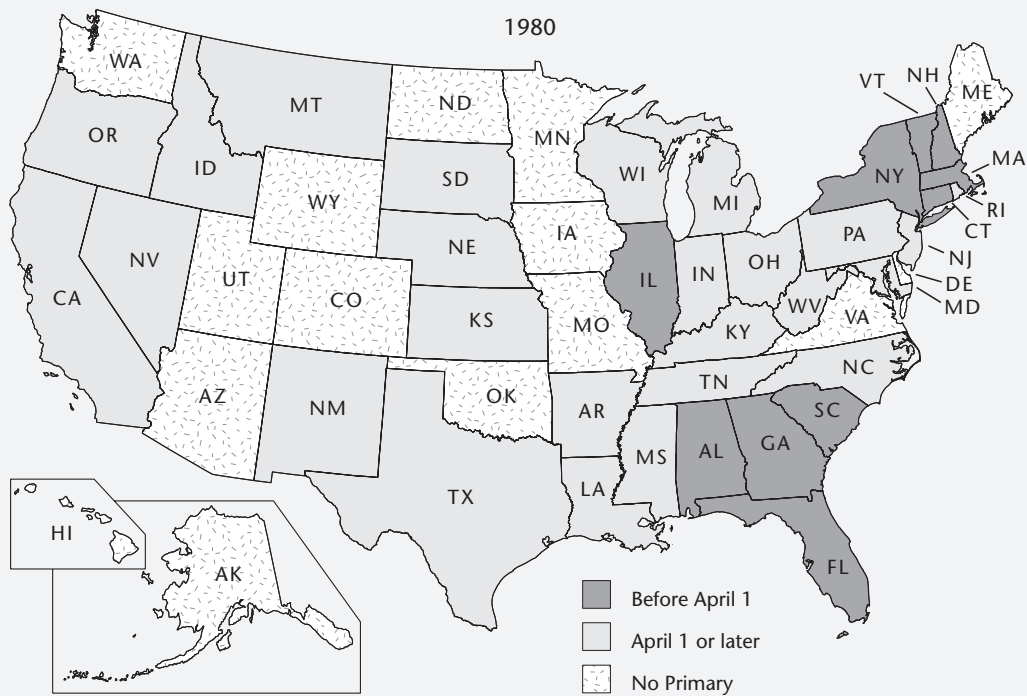 1980
WA
MT
ND
MN
VT
NH
ME
OR
ID
SD
WI
MI
NY
MA
WY
RI
CT
NE
IA
PA
NJ
NV
UT
CO
IL
IN
OH
DE
MD
CA
KS
MO
WV
VA
KY
AZ
NM
OK
AR
TN
NC
SC
MS
AL
GA
TX
LA
HI
AK
FL
Before April 1
April 1 or later
No Primary